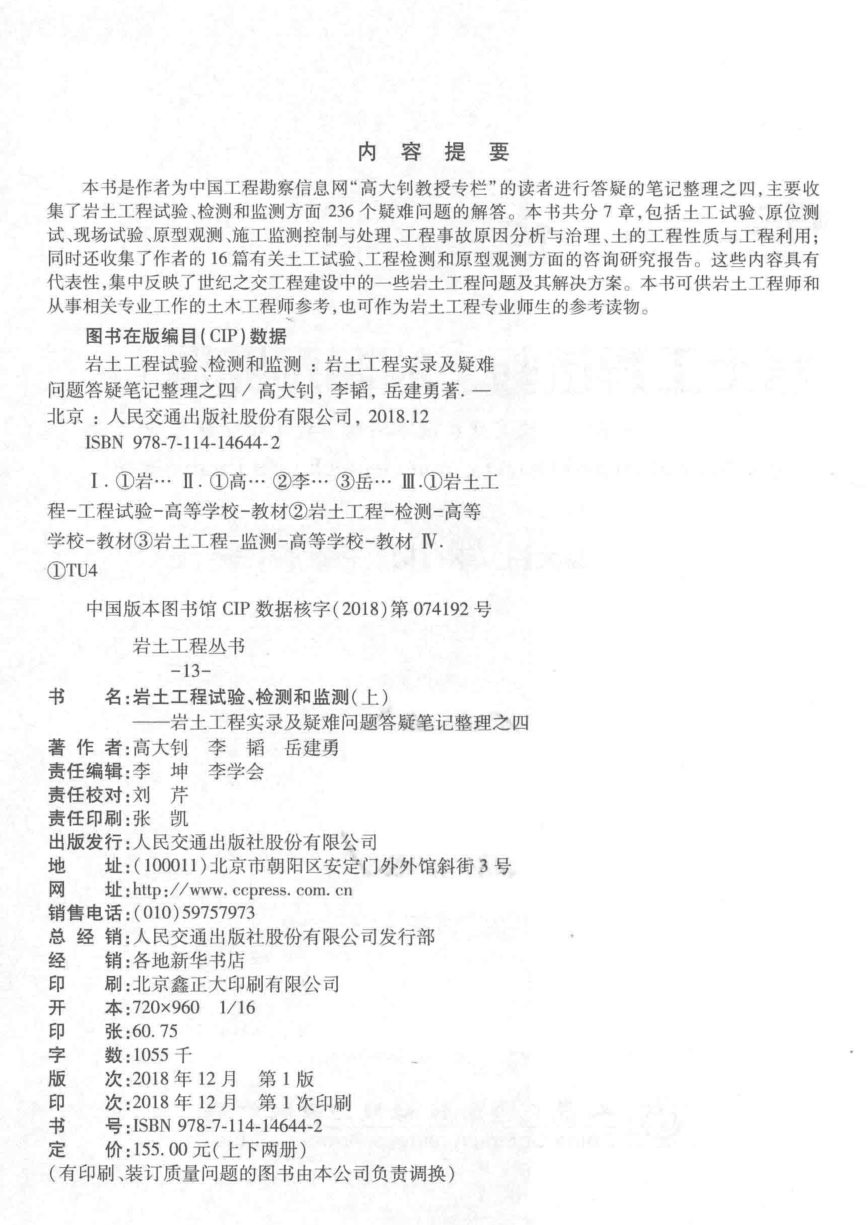 内 容 提 要
本书是作者为中国工程勘察信息网“高大钊教授专栏”的读者进行答疑的笔记整理之四,主要收
集了岩土工程试验、检测和监测方面 236 个疑难问题的解答。本书共分 7 章,包括土工试验、原位测
试、现场试验、原型观测、施工监测控制与处理、工程事故原因分析与治理、土的工程性质与工程利用;
同时还收集了作者的 16 篇有关土工试验、工程检测和原型观测方面的咨询研究报告。这些内容具有
代表性,集中反映了世纪之交工程建设中的一些岩土工程问题及其解决方案。本书可供岩土工程师和
从事相关专业工作的土木工程师参考,也可作为岩土工程专业师生的参考读物。
图书在版编目(CIP)数据
岩土工程试验、检测和监测 : 岩土工程实录及疑难
问题答疑笔记整理之四 / 高大钊, 李韬, 岳建勇著. —
北京 : 人民交通出版社股份有限公司, 2018.12
ISBN 978-7-114-14644-2
Ⅰ. ①岩… Ⅱ. ①高… ②李… ③岳… Ⅲ.①岩土工
程-工程试验-高等学校-教材②岩土工程-检测-高等
学校-教材③岩土工程-监测-高等学校-教材 Ⅳ.
①TU4
中国版本图书馆 CIP 数据核字(2018)第 074192 号
岩土工程丛书
-13-
书 名:岩土工程试验、检测和监测(上)
——岩土工程实录及疑难问题答疑笔记整理之四
著 作 者:高大钊 李 韬 岳建勇
责任编辑:李 坤 李学会
责任校对:刘 芹
责任印刷:张 凯
出版发行:人民交通出版社股份有限公司
地 址:(100011)北京市朝阳区安定门外外馆斜街 3 号
网 址:http://www.ccpress.com.cn
销售电话:(010)59757973
总 经 销:人民交通出版社股份有限公司发行部
经 销:各地新华书店
印 刷:北京鑫正大印刷有限公司
开 本:720×960 1/16
印 张:60.75
字 数:1055 千
版 次:2018 年 12 月 第 1 版
印 次:2018 年 12 月 第 1 次印刷
书 号:ISBN 978-7-114-14644-2
定 价:155.00 元(上下两册)
(有印刷、装订质量问题的图书由本公司负责调换)